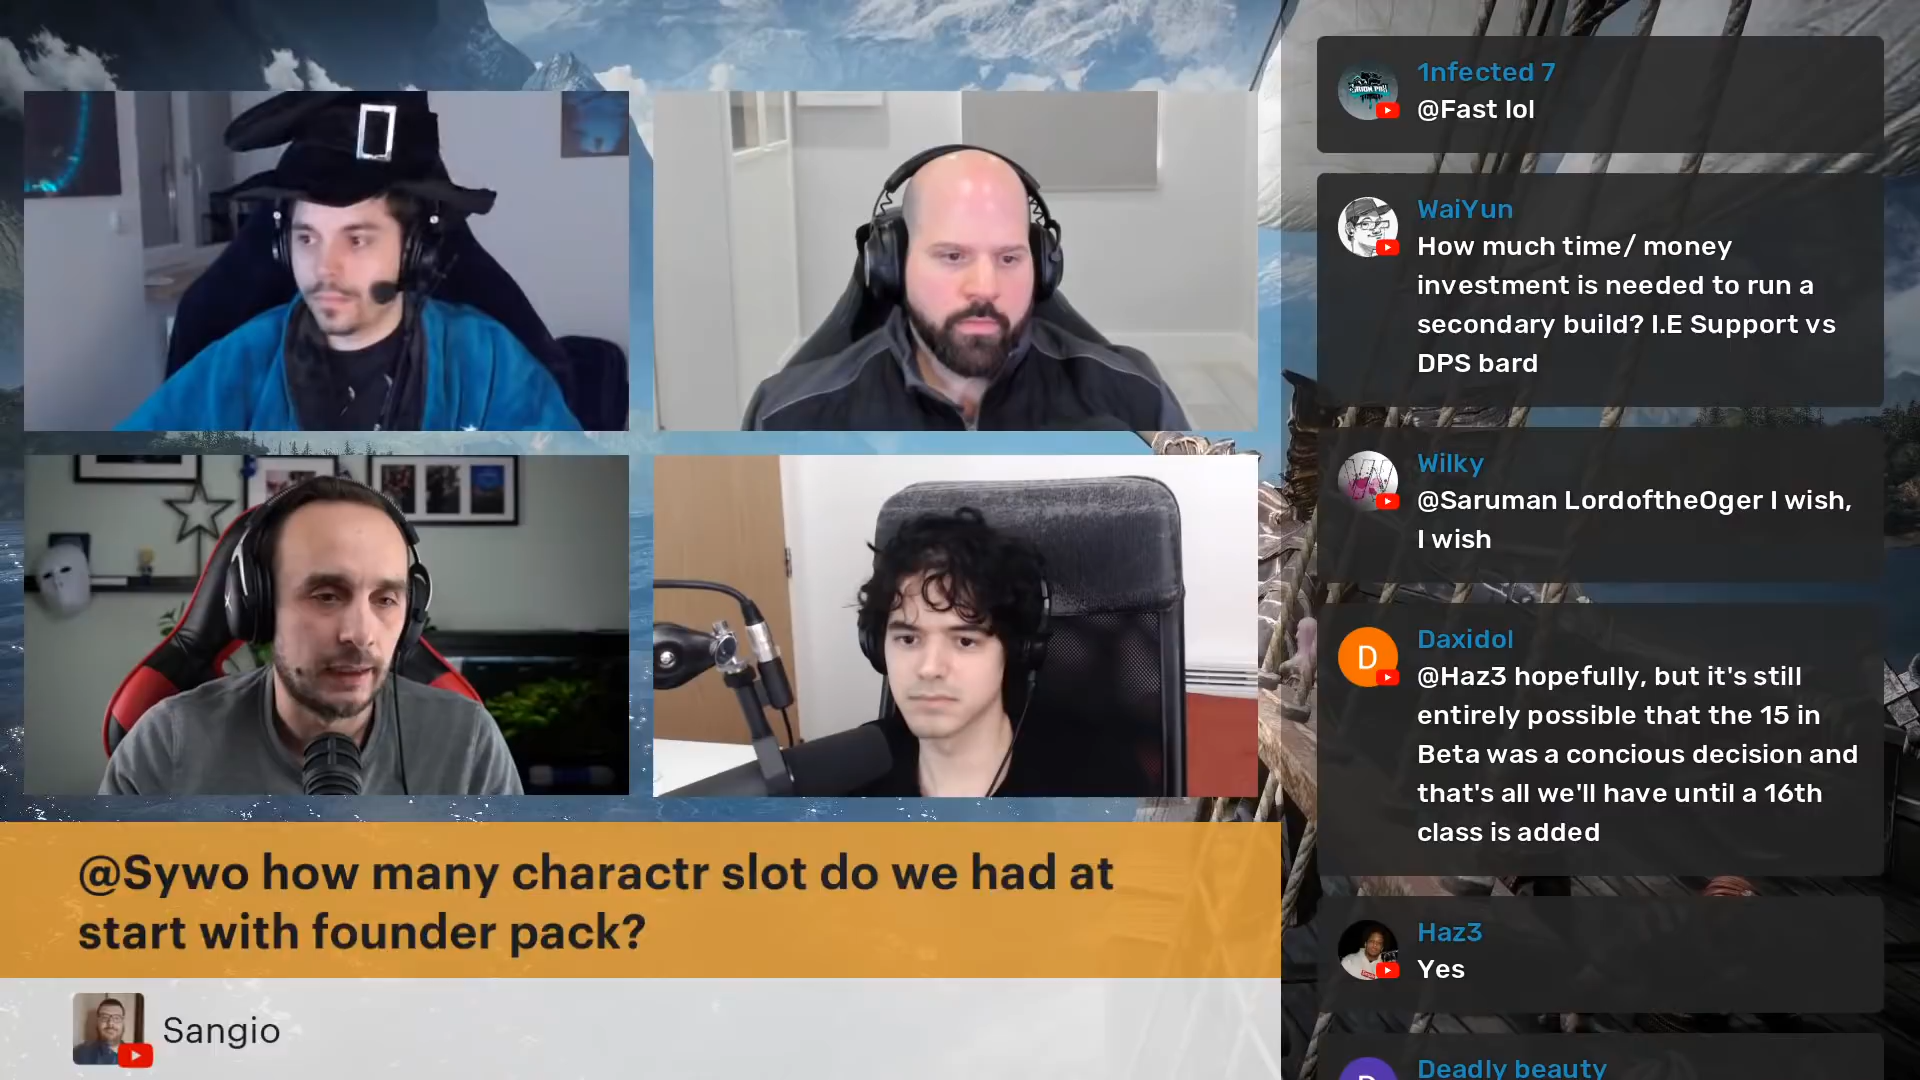 1nfected 7
@Fast lol
WaiYun
How much time/ money
investment is needed to run a
secondary build? I.E Support vs
DPS bard
Wilky
@Saruman LordoftheOger I wish,
I wish
D
Daxidol
@Haz3 hopefully, but it's still
entirely possible that the 15 in
Beta was a concious decision and
that's all we'll have until a 16th
class is added
Haz3
Yes
Deadly beauty
@Sywo how many charactr slot do we had at
start with founder pack?
Sangio